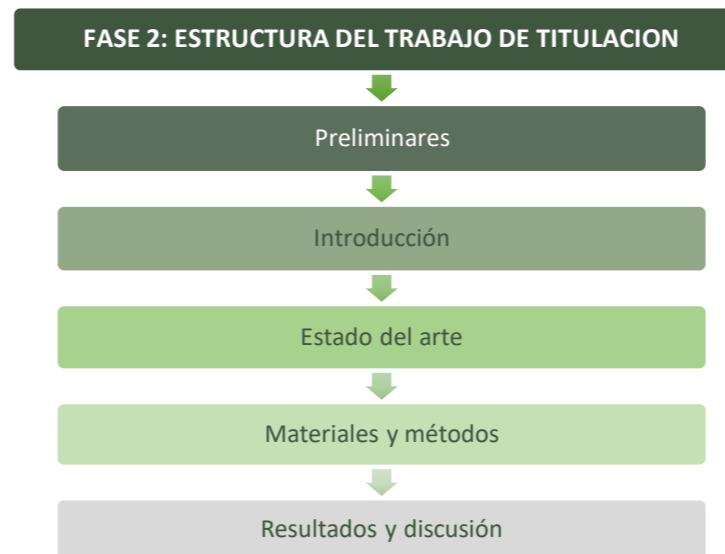 FASE 2: ESTRUCTURA DEL TRABAJO DE TITULACION
Preliminares
Introducción
Estado del arte
Materiales y métodos
Resultados y discusión